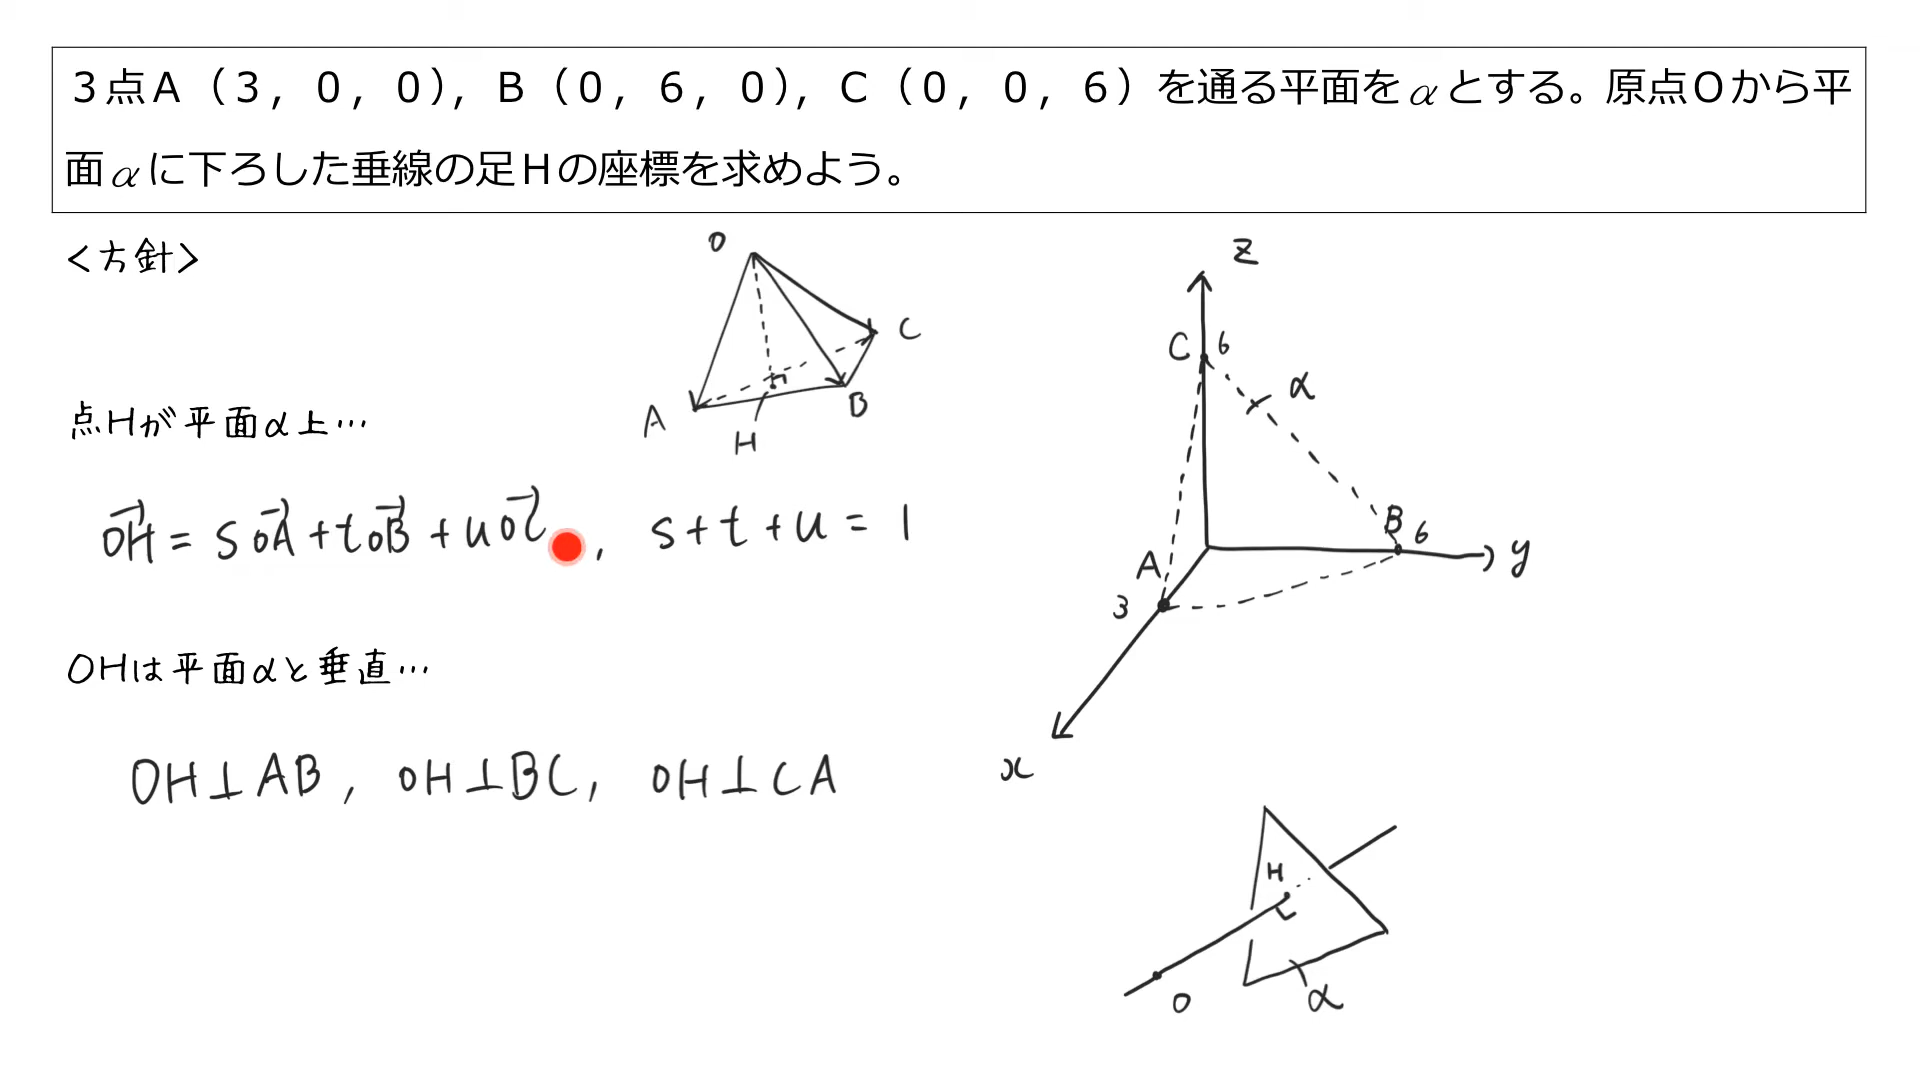 ３点Ａ（３，０，０），Ｂ（０，６，０），Ｃ（０，０，６）を通る平面をαとする。原点Ｏから平
面αに下ろした垂線の足Ｈの座標を求めよう。
<方針>
O
A
B
C
H
点Hが平面α上…
→OH = s→OA + t→OB + u→OC , s + t + u = 1
OHは平面αと垂直…
OH⊥AB, OH⊥BC, OH⊥CA
z
C 6
α
B 6
y
A
3
x
H
O
α